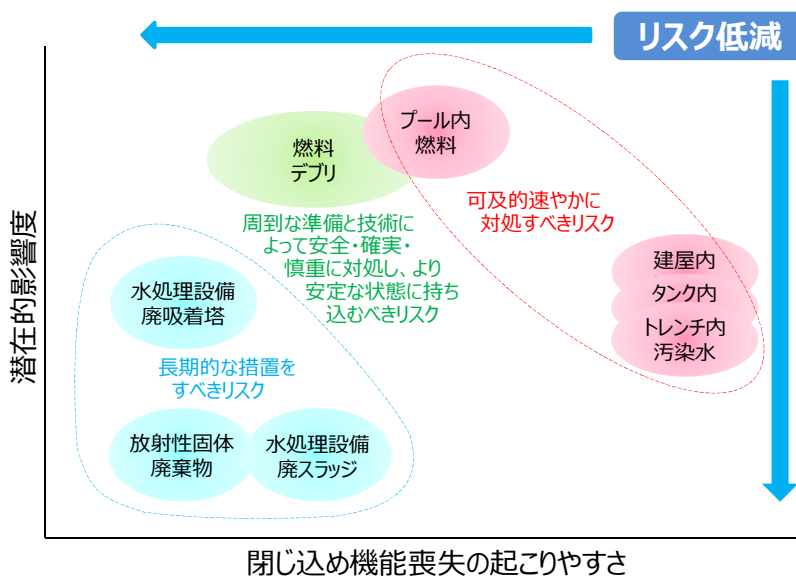 リスク低減
プール内
燃料
燃料
デブリ
可及的速やかに
対処すべきリスク
周到な準備と技術に
よって安全・確実・
慎重に対処し、より
安定な状態に持ち
込むべきリスク
建屋内
タンク内
トレンチ内
汚染水
水処理設備
廃吸着塔
長期的な措置を
すべきリスク
放射性固体
廃棄物
水処理設備
廃スラッジ
潜在的影響度
閉じ込め機能喪失の起こりやすさ